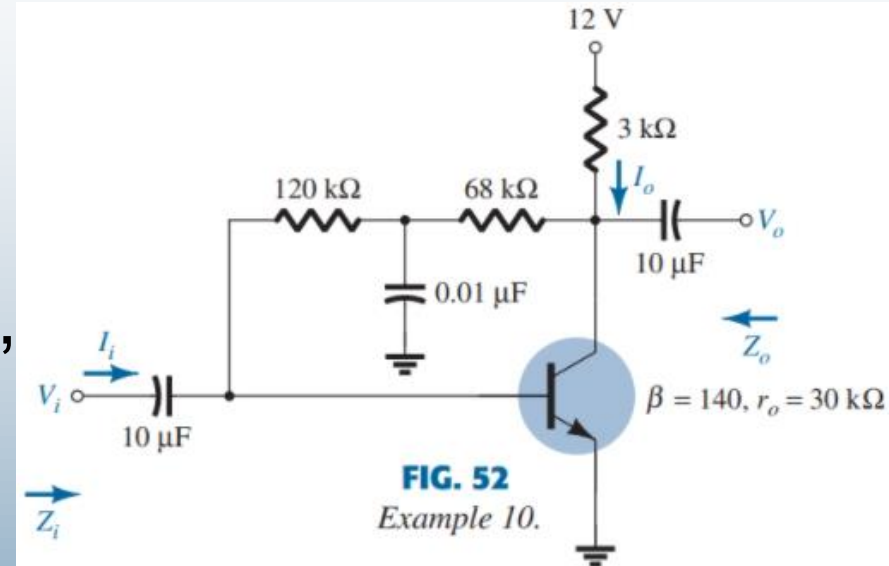 12 V
3 kΩ
120 kΩ
68 kΩ
I_o
V_o
10 μF
0.01 μF
,
I_i
Z_o
V_i
β = 140, r_o = 30 kΩ
10 μF
FIG. 52
Example 10.
Z_i